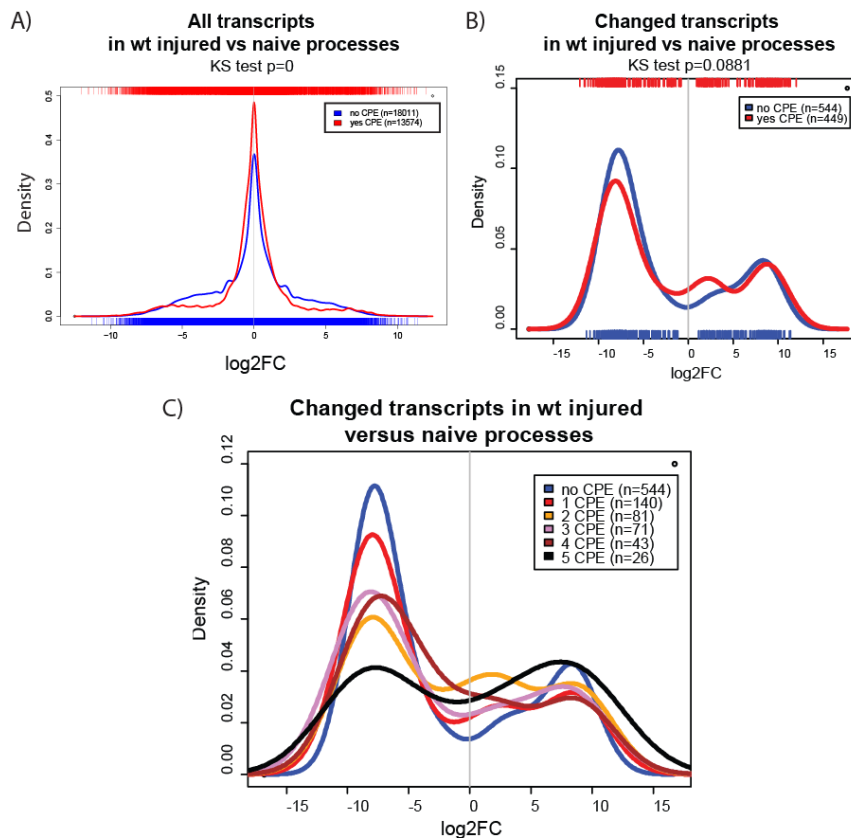 A)
All transcripts
in wt injured vs naive processes
KS test p=0
0.5
0.4
0.3
0.2
0.1
0.0
Density
no CPE (n=18011)
yes CPE (n=13574)
-5
0
5
10
log2FC
B)
Changed transcripts
in wt injured vs naive processes
KS test p=0.0881
0.15
0.10
0.05
0.00
Density
no CPE (n=544)
yes CPE (n=449)
-15
-10
-5
0
5
10
15
log2FC
C)
Changed transcripts in wt injured
versus naive processes
0.12
0.10
0.08
0.06
0.04
0.02
0.00
Density
no CPE (n=544)
1 CPE (n=140)
2 CPE (n=81)
3 CPE (n=71)
4 CPE (n=43)
5 CPE (n=26)
-15
-10
-5
0
5
10
15
log2FC